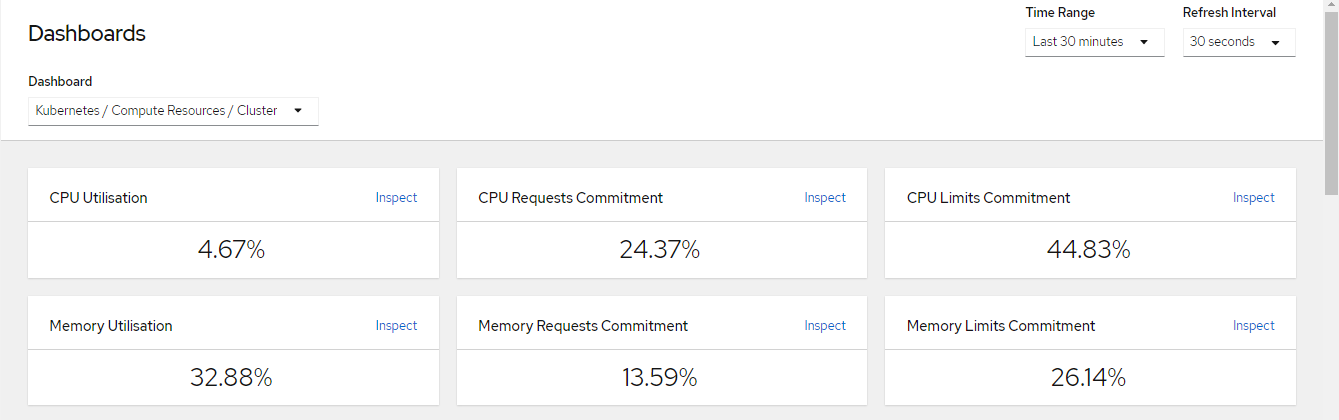 Dashboards
Time Range
Refresh Interval
Last 30 minutes
30 seconds
Dashboard
Kubernetes / Compute Resources / Cluster
CPU Utilisation Inspect
4.67%
CPU Requests Commitment Inspect
24.37%
CPU Limits Commitment Inspect
44.83%
Memory Utilisation Inspect
32.88%
Memory Requests Commitment Inspect
13.59%
Memory Limits Commitment Inspect
26.14%